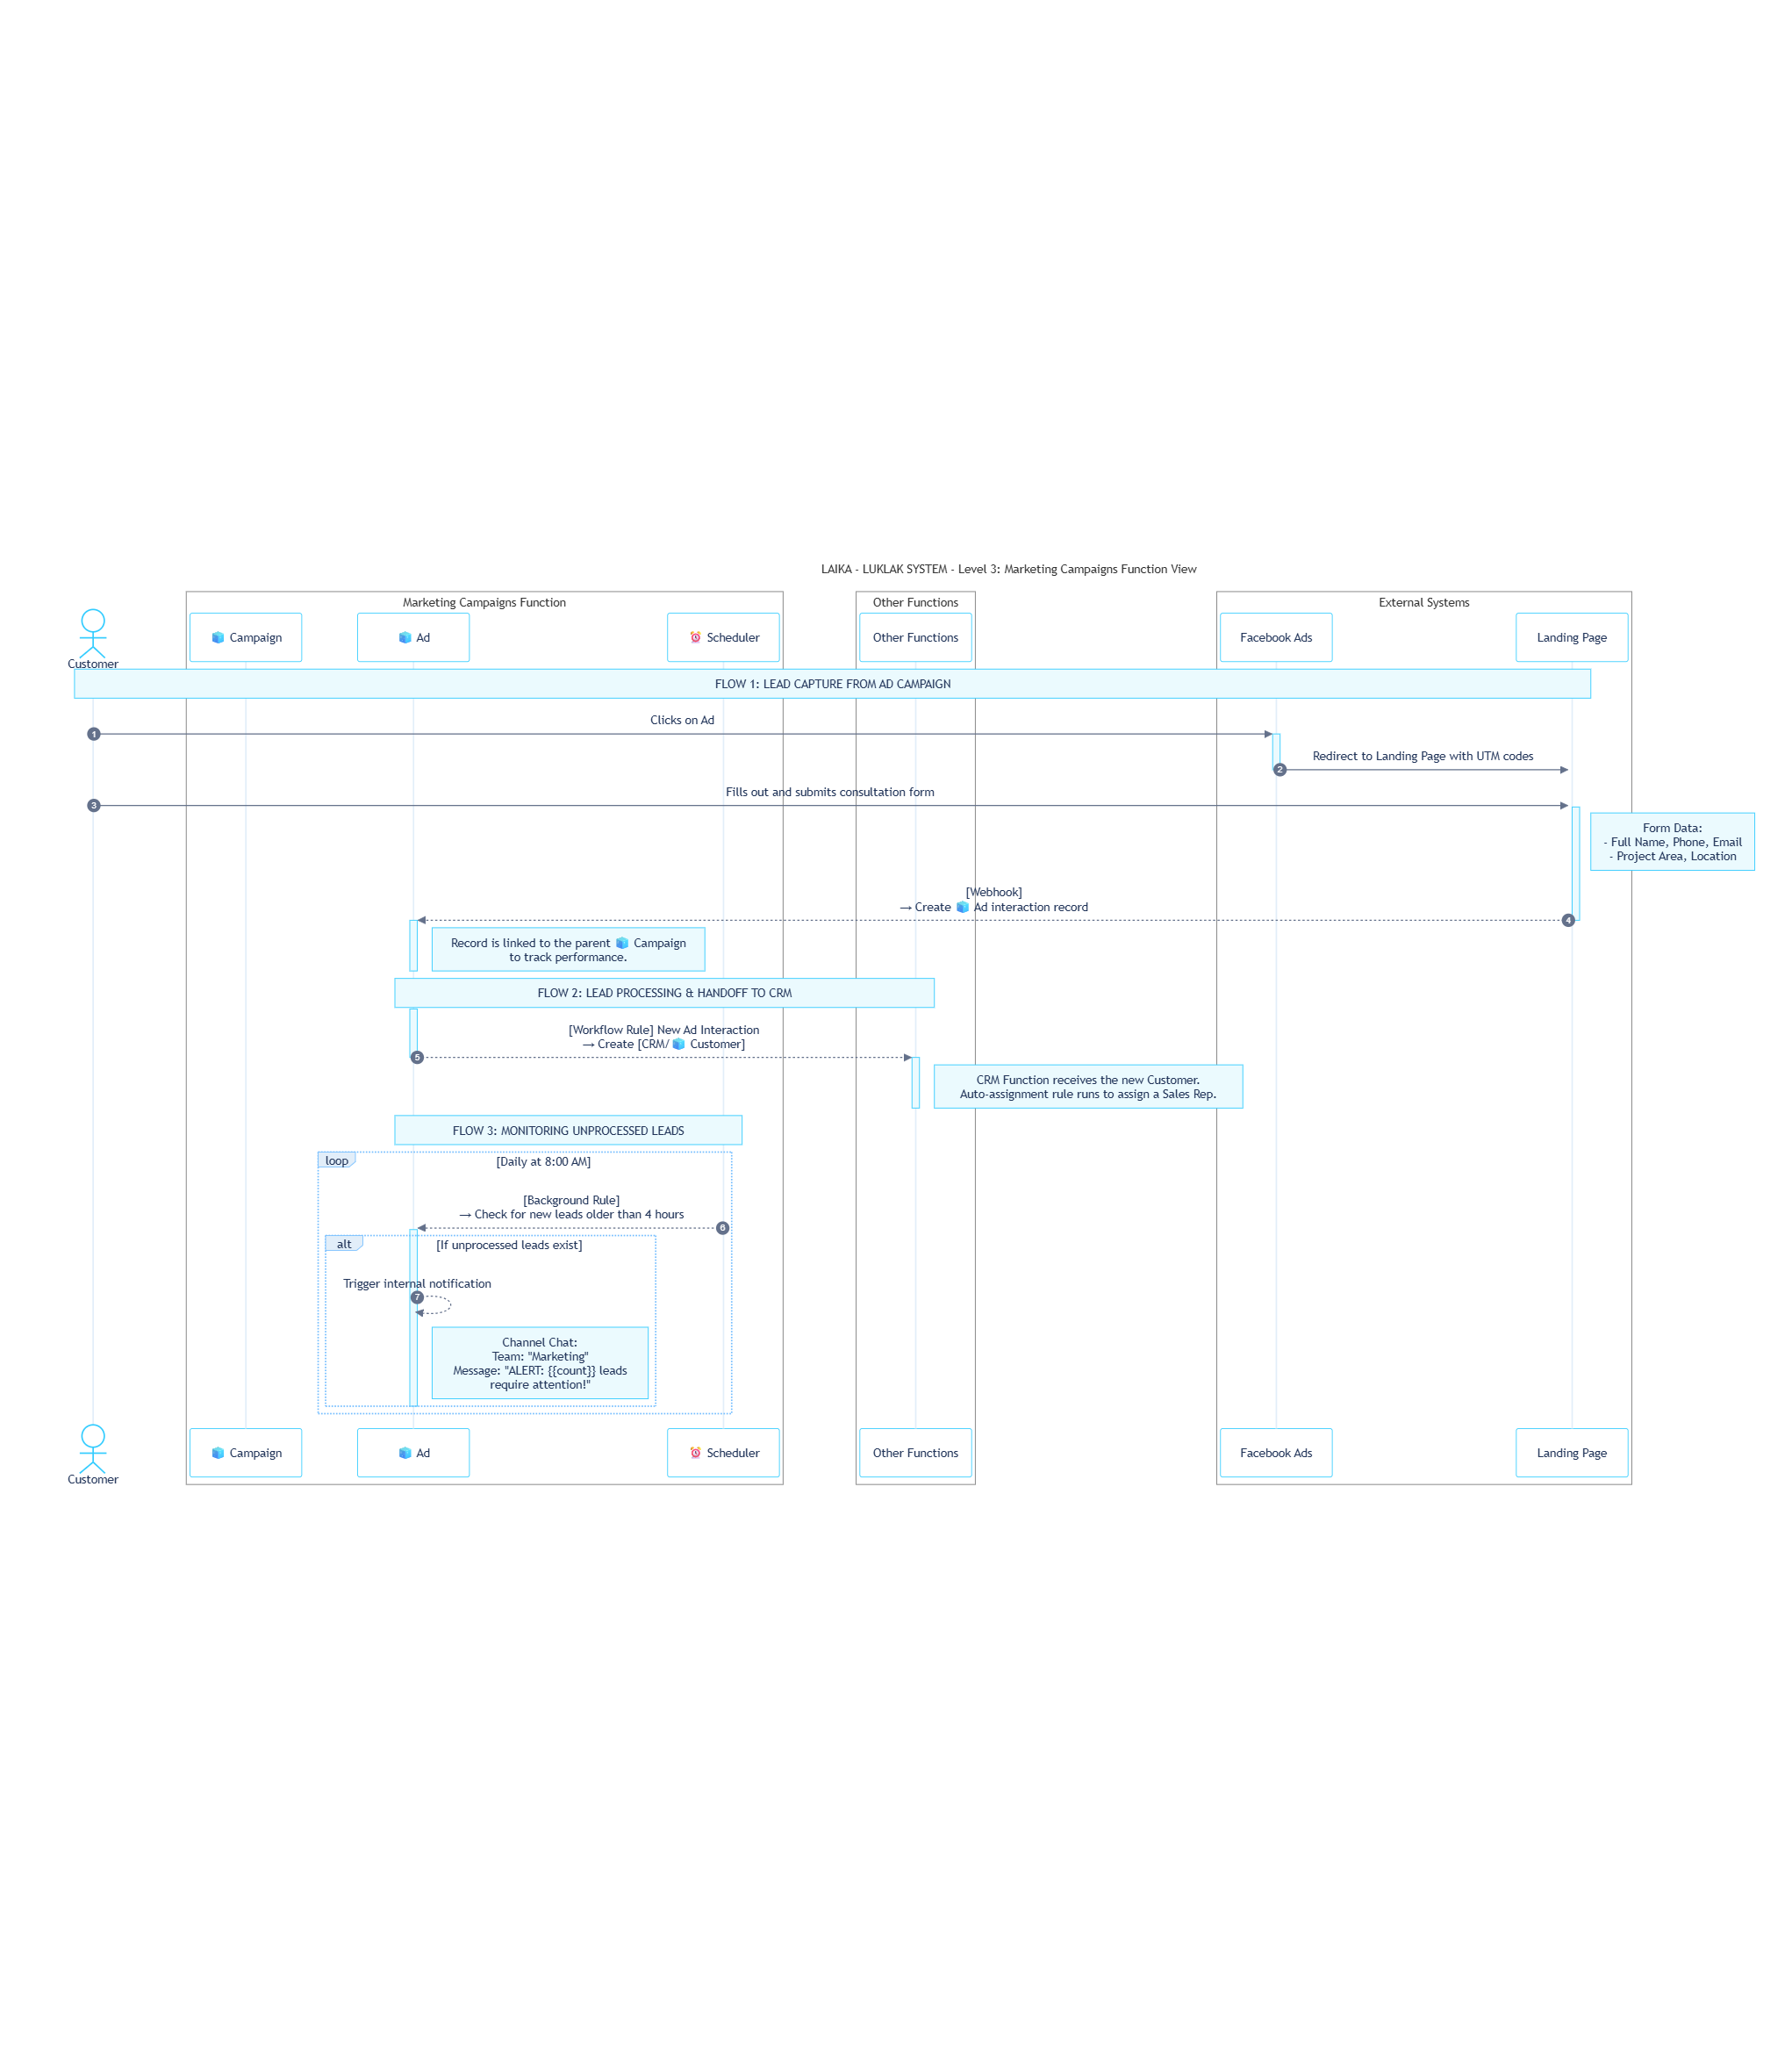 LAIKA - LUKLAK SYSTEM - Level 3: Marketing Campaigns Function View
Marketing Campaigns Function
Other Functions
External Systems
Customer
Campaign
Ad
Scheduler
Other Functions
Facebook Ads
Landing Page
FLOW 1: LEAD CAPTURE FROM AD CAMPAIGN
Clicks on Ad
1
Redirect to Landing Page with UTM codes
2
Fills out and submits consultation form
3
Form Data:
- Full Name, Phone, Email
- Project Area, Location
[Webhook]
→ Create 🧊 Ad interaction record
4
Record is linked to the parent 🧊 Campaign
to track performance.
FLOW 2: LEAD PROCESSING & HANDOFF TO CRM
[Workflow Rule] New Ad Interaction
→ Create [CRM/🧊 Customer]
5
CRM Function receives the new Customer.
Auto-assignment rule runs to assign a Sales Rep.
FLOW 3: MONITORING UNPROCESSED LEADS
loop
[Daily at 8:00 AM]
[Background Rule]
→ Check for new leads older than 4 hours
6
alt
[If unprocessed leads exist]
Trigger internal notification
7
Channel Chat:
Team: "Marketing"
Message: "ALERT: {{count}} leads
require attention!"
Customer
Campaign
Ad
Scheduler
Other Functions
Facebook Ads
Landing Page